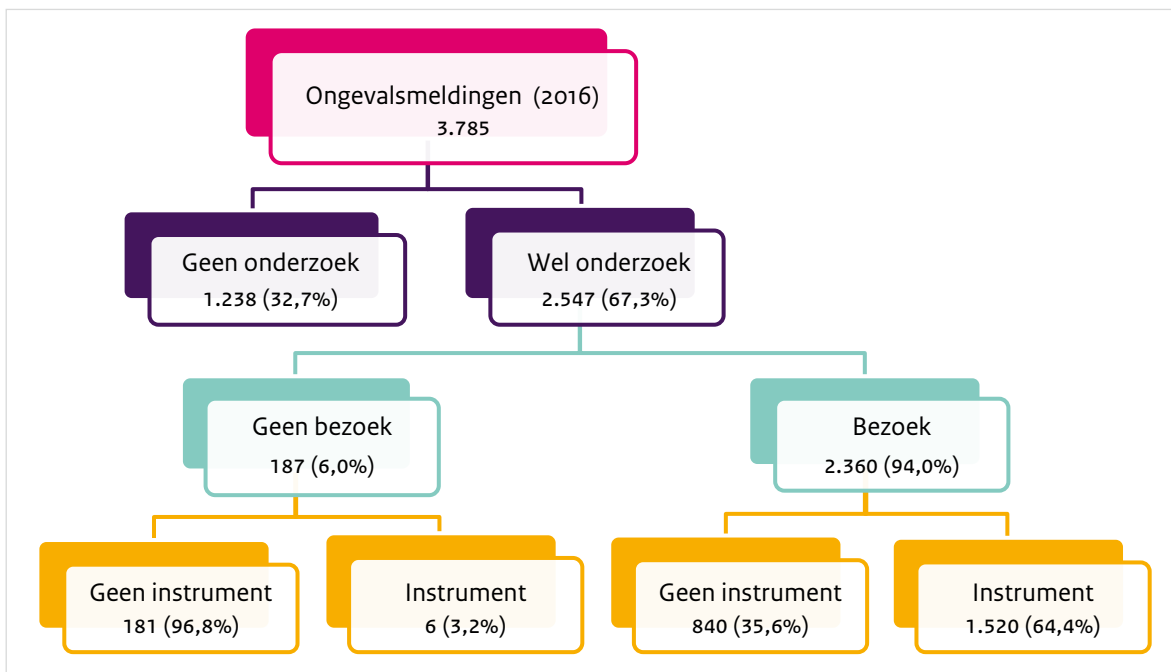 Ongevalsmeldingen (2016)
3.785
Geen onderzoek
1.238 (32,7%)
Wel onderzoek
2.547 (67,3%)
Geen bezoek
187 (6,0%)
Bezoek
2.360 (94,0%)
Geen instrument
181 (96,8%)
Instrument
6 (3,2%)
Geen instrument
840 (35,6%)
Instrument
1.520 (64,4%)